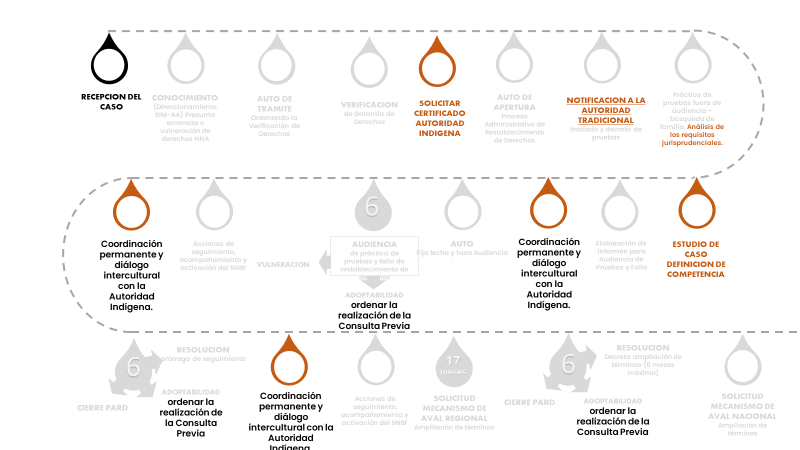 RECEPCION DEL
CASO
CONOCIMIENTO
(Direccionamiento
SIM-AA) Presunta
amenaza o
vulneración de
derechos NNA
AUTO DE
TRAMITE
Ordenando la
Verificación de
Derechos
VERIFICACION
de Garantía de
Derechos
SOLICITAR
CERTIFICADO
AUTORIDAD
INDIGENA
AUTO DE
APERTURA
Proceso
Administrativo de
Restablecimiento
de Derechos
NOTIFICACION A LA
AUTORIDAD
TRADICIONAL
traslado y decreto de
pruebas
Práctica de
pruebas fuera de
audiencia –
búsqueda de
familia. Análisis de
los requisitos
jurisprudenciales.
Coordinación
permanente y
diálogo
intercultural
con la
Autoridad
Indígena.
Acciones de
seguimiento,
acompañamiento y
activación del SNBF
VULNERACION
6
AUDIENCIA
de práctica de
pruebas y fallo de
restablecimiento de
ADOPTABILIDAD
ordenar la
realización de la
Consulta Previa
AUTO
Fija fecha y hora Audiencia
Coordinación
permanente y
diálogo
intercultural
con la
Autoridad
Indígena.
Elaboración de
informes para
Audiencia de
Pruebas y Fallo
ESTUDIO DE
CASO
DEFINICION DE
COMPETENCIA
6
RESOLUCION
prórroga de seguimiento
CIERRE PARD
ADOPTABILIDAD
ordenar la
realización de
la Consulta
Previa
Coordinación
permanente y
diálogo
intercultural con la
Autoridad
Indígena
Acciones de
seguimiento,
acompañamiento y
activación del SNBF
17
SOLICITUD
MECANISMO DE
AVAL REGIONAL
Ampliación de términos
6
RESOLUCION
Decreta ampliación de
términos (6 meses
máximo)
CIERRE PARD
ADOPTABILIDAD
ordenar la
realización de la
Consulta Previa
SOLICITUD
MECANISMO DE
AVAL NACIONAL
Ampliación de
términos